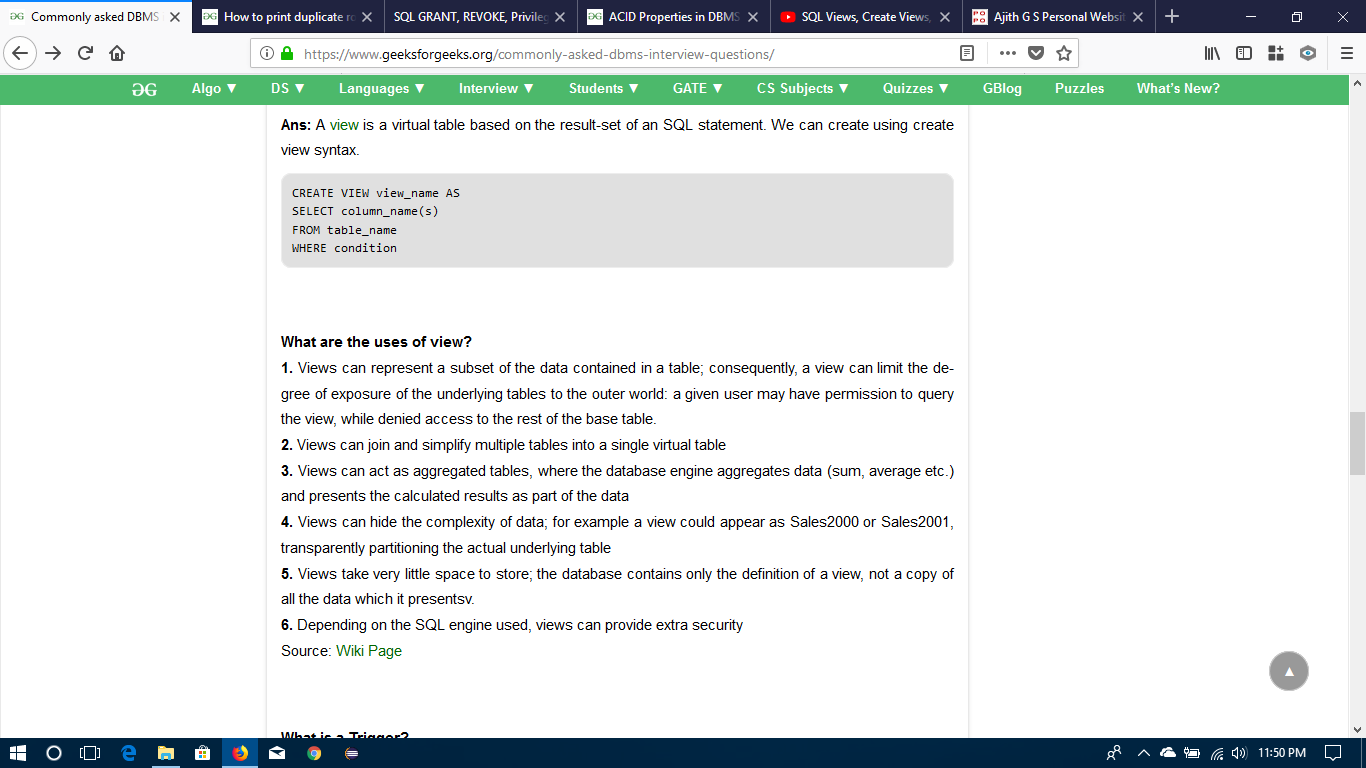 Commonly asked DBMS
How to print duplicate ro
SQL GRANT, REVOKE, Privileg
ACID Properties in DBMS
SQL Views, Create Views,
Ajith G S Personal Websit
https://www.geeksforgeeks.org/commonly-asked-dbms-interview-questions/
Algo ▼ DS ▼ Languages ▼ Interview ▼ Students ▼ GATE ▼ CS Subjects ▼ Quizzes ▼ GBlog Puzzles What's New?
Ans: A view is a virtual table based on the result-set of an SQL statement. We can create using create
view syntax.
CREATE VIEW view_name AS
SELECT column_name(s)
FROM table_name
WHERE condition
What are the uses of view?
1. Views can represent a subset of the data contained in a table; consequently, a view can limit the de-
gree of exposure of the underlying tables to the outer world: a given user may have permission to query
the view, while denied access to the rest of the base table.
2. Views can join and simplify multiple tables into a single virtual table
3. Views can act as aggregated tables, where the database engine aggregates data (sum, average etc.)
and presents the calculated results as part of the data
4. Views can hide the complexity of data; for example a view could appear as Sales2000 or Sales2001,
transparently partitioning the actual underlying table
5. Views take very little space to store; the database contains only the definition of a view, not a copy of
all the data which it presentsv.
6. Depending on the SQL engine used, views can provide extra security
Source: Wiki Page
What is a Trigger?
11:50 PM